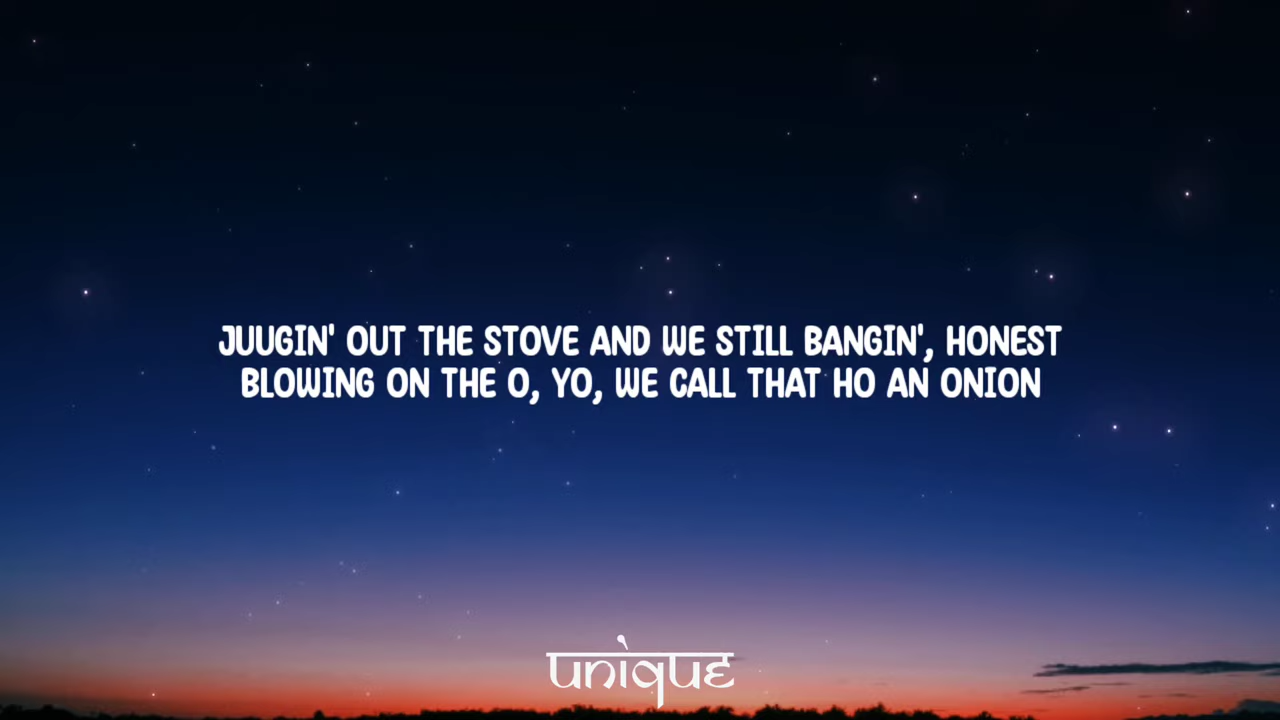 JUUGIN' OUT THE STOVE AND WE STILL BANGIN', HONEST
BLOWING ON THE O, YO, WE CALL THAT HO AN ONION
UNIQUE